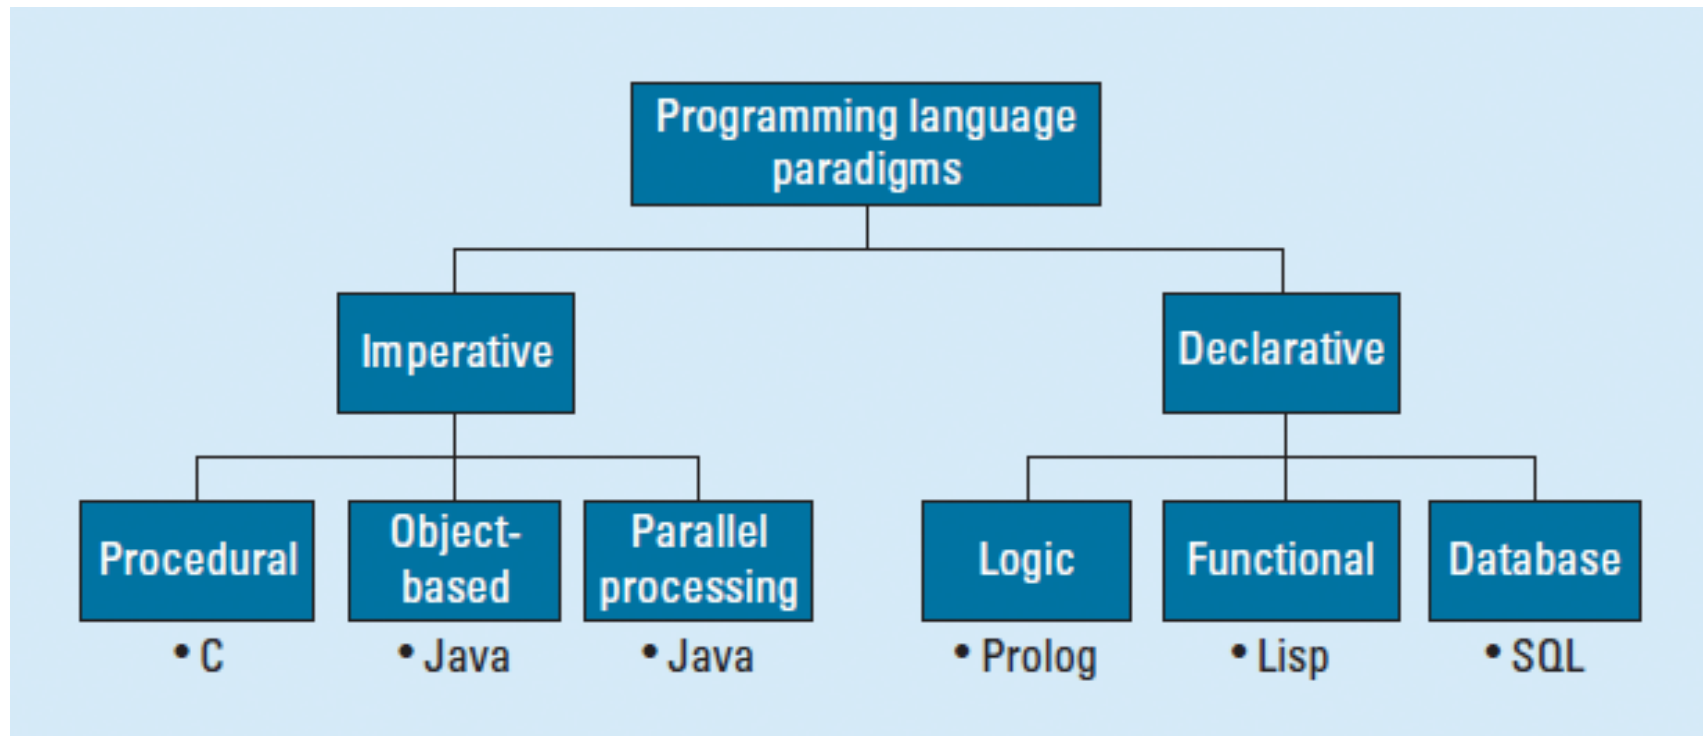 Programming language
paradigms
Imperative
Declarative
Procedural
Object-
based
Parallel
processing
Logic
Functional
Database
• C
• Java
• Java
• Prolog
• Lisp
• SQL